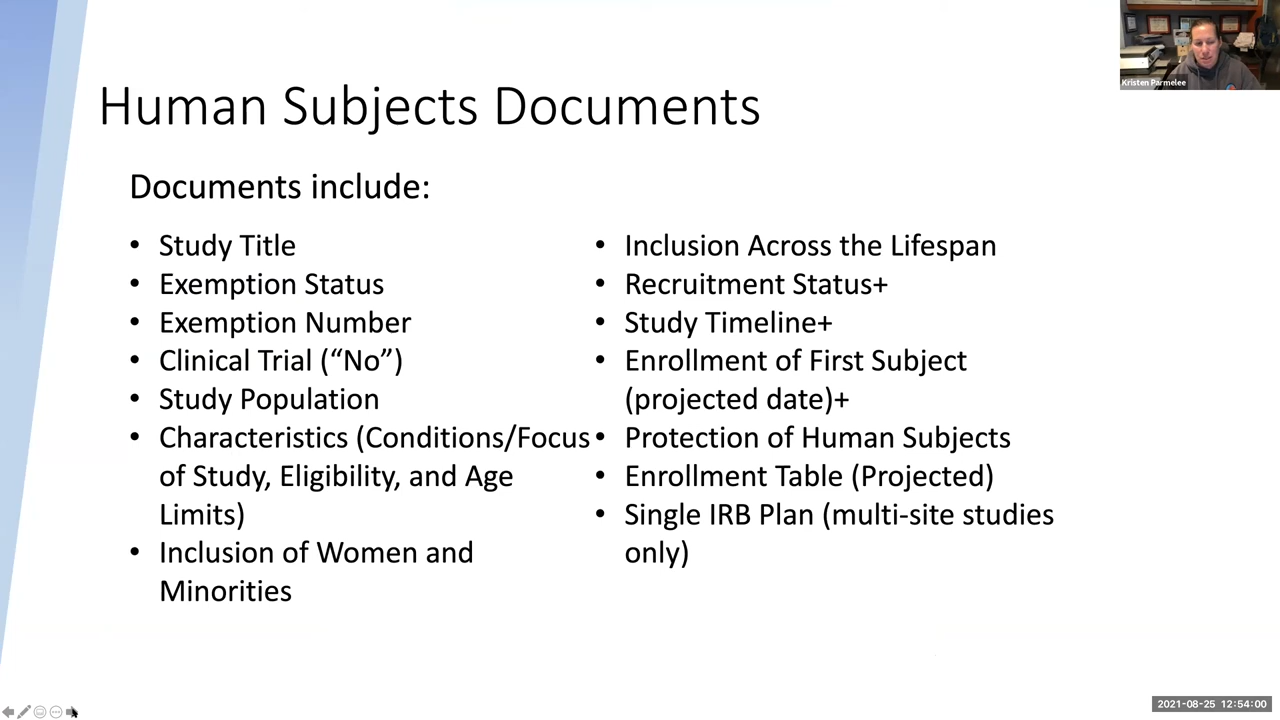 Kristen Parmelee
Human Subjects Documents
Documents include:
• Study Title
• Exemption Status
• Exemption Number
• Clinical Trial (“No”)
• Study Population
• Characteristics (Conditions/Focus
of Study, Eligibility, and Age
Limits)
• Inclusion of Women and
Minorities
• Inclusion Across the Lifespan
• Recruitment Status+
• Study Timeline+
• Enrollment of First Subject
(projected date)+
• Protection of Human Subjects
• Enrollment Table (Projected)
• Single IRB Plan (multi-site studies
only)
2021-08-25 12:54:00